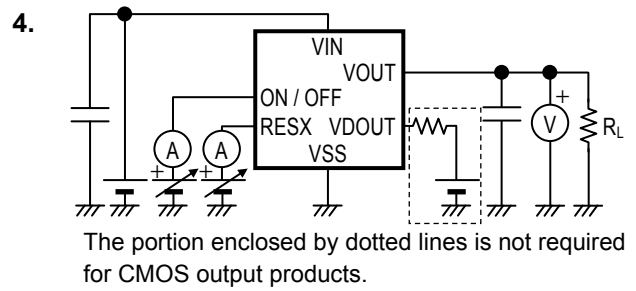 4.
VIN
VOUT
ON / OFF
RESX VDOUT
VSS
A
A
V
R_L
+
+
+
The portion enclosed by dotted lines is not required
for CMOS output products.